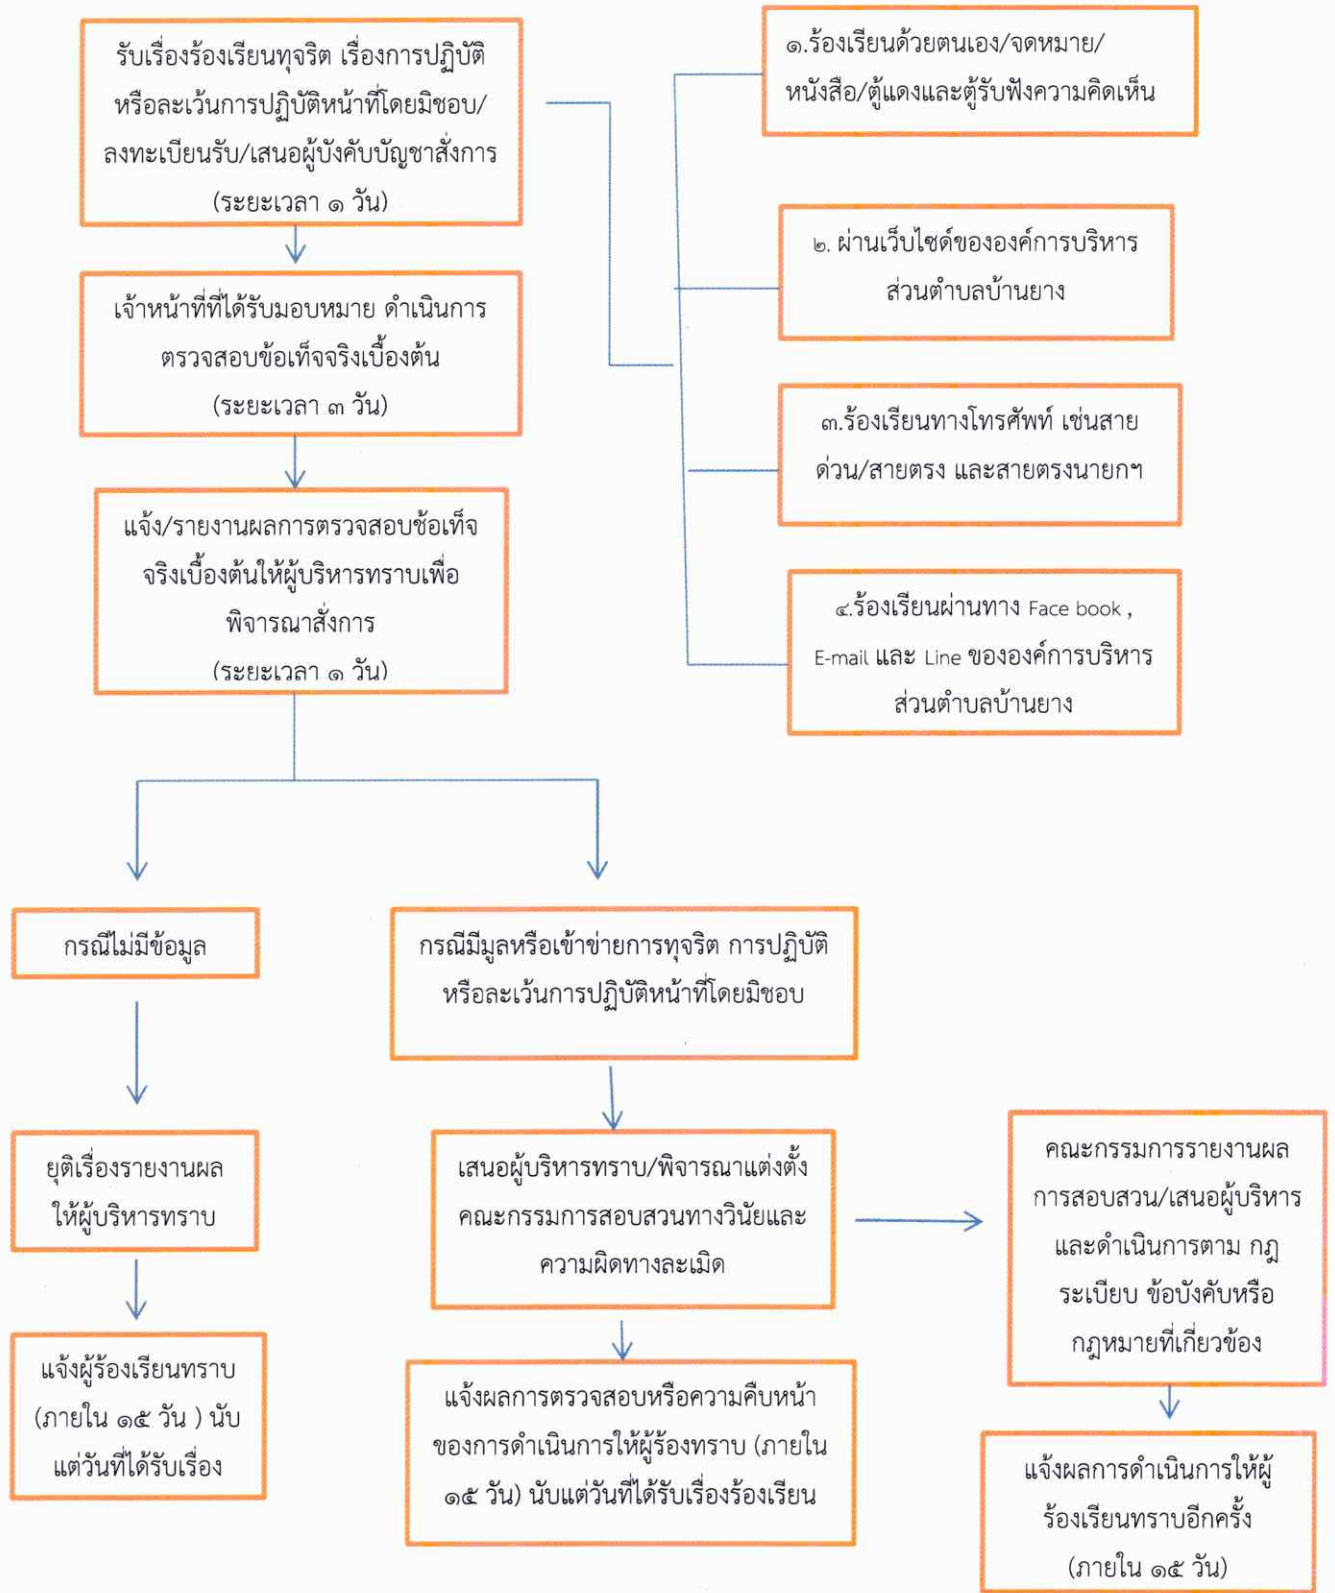 รับเรื่องร้องเรียนทุจริต เรื่องการปฏิบัติ
หรือละเว้นการปฏิบัติหน้าที่โดยมิชอบ/
ลงทะเบียนรับ/เสนอผู้บังคับบัญชาสั่งการ
(ระยะเวลา ๑ วัน)
๑.ร้องเรียนด้วยตนเอง/จดหมาย/
หนังสือ/ตู้แดงและตู้รับฟังความคิดเห็น
๒. ผ่านเว็บไซด์ขององค์การบริหาร
ส่วนตำบลบ้านยาง
๓.ร้องเรียนทางโทรศัพท์ เช่นสาย
ด่วน/สายตรง และสายตรงนายกฯ
๔.ร้องเรียนผ่านทาง Face book ,
E-mail และ Line ขององค์การบริหาร
ส่วนตำบลบ้านยาง
เจ้าหน้าที่ที่ได้รับมอบหมาย ดำเนินการ
ตรวจสอบข้อเท็จจริงเบื้องต้น
(ระยะเวลา ๓ วัน)
แจ้ง/รายงานผลการตรวจสอบช้อเท็จ
จริงเบื้องต้นให้ผู้บริหารทราบเพื่อ
พิจารณาสั่งการ
(ระยะเวลา ๑ วัน)
กรณีไม่มีข้อมูล
ยุติเรื่องรายงานผล
ให้ผู้บริหารทราบ
แจ้งผู้ร้องเรียนทราบ
(ภายใน ๑๕ วัน ) นับ
แต่วันที่ได้รับเรื่อง
กรณีมีมูลหรือเข้าข่ายการทุจริต การปฏิบัติ
หรือละเว้นการปฏิบัติหน้าที่โดยมิชอบ
เสนอผู้บริหารทราบ/พิจารณาแต่งตั้ง
คณะกรรมการสอบสวนทางวินัยและ
ความผิดทางละเมิด
แจ้งผลการตรวจสอบหรือความคืบหน้า
ของการดำเนินการให้ผู้ร้องทราบ (ภายใน
๑๕ วัน) นับแต่วันที่ได้รับเรื่องร้องเรียน
คณะกรรมการรายงานผล
การสอบสวน/เสนอผู้บริหาร
และดำเนินการตาม กฎ
ระเบียบ ข้อบังคับหรือ
กฎหมายที่เกี่ยวข้อง
แจ้งผลการดำเนินการให้ผู้
ร้องเรียนทราบอีกครั้ง
(ภายใน ๑๕ วัน)